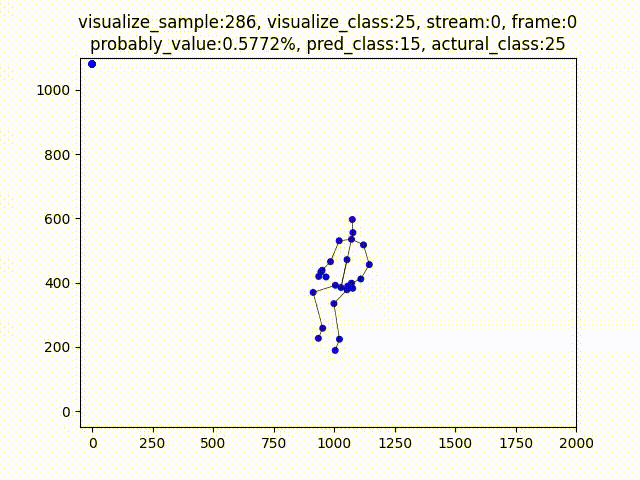 visualize_sample:286, visualize_class:25, stream:0, frame:0
probably_value:0.5772%, pred_class:15, actural_class:25
1000
800
600
400
200
0
0 250 500 750 1000 1250 1500 1750 2000